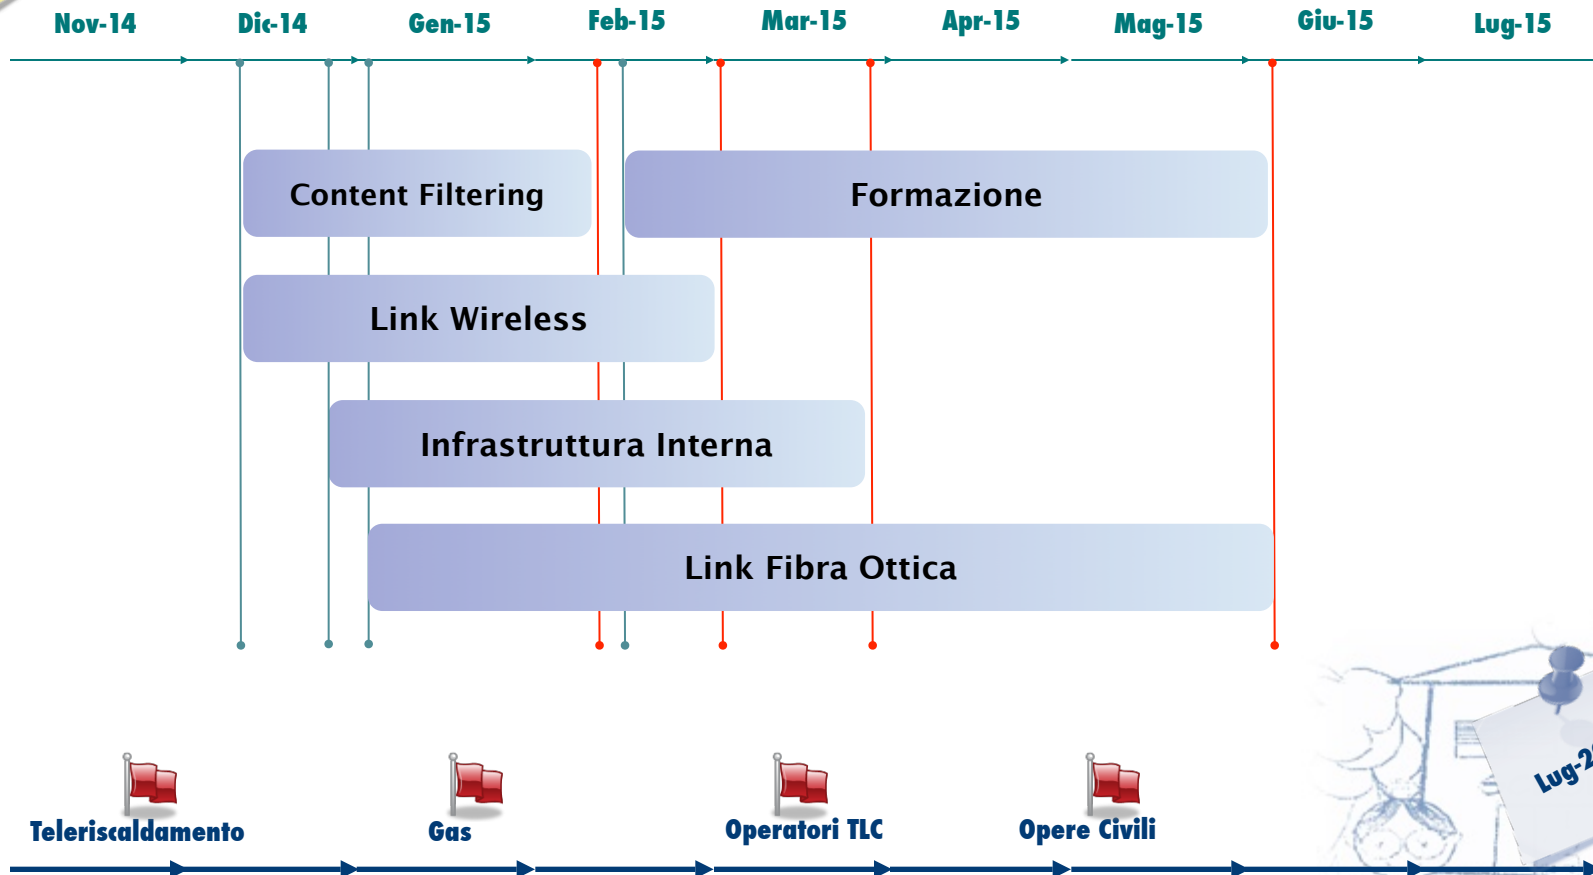 Nov-14 Dic-14 Gen-15 Feb-15 Mar-15 Apr-15 Mag-15 Giu-15 Lug-15
Content Filtering Formazione
Link Wireless
Infrastruttura Interna
Link Fibra Ottica
Teleriscaldamento Gas Operatori TLC Opere Civili